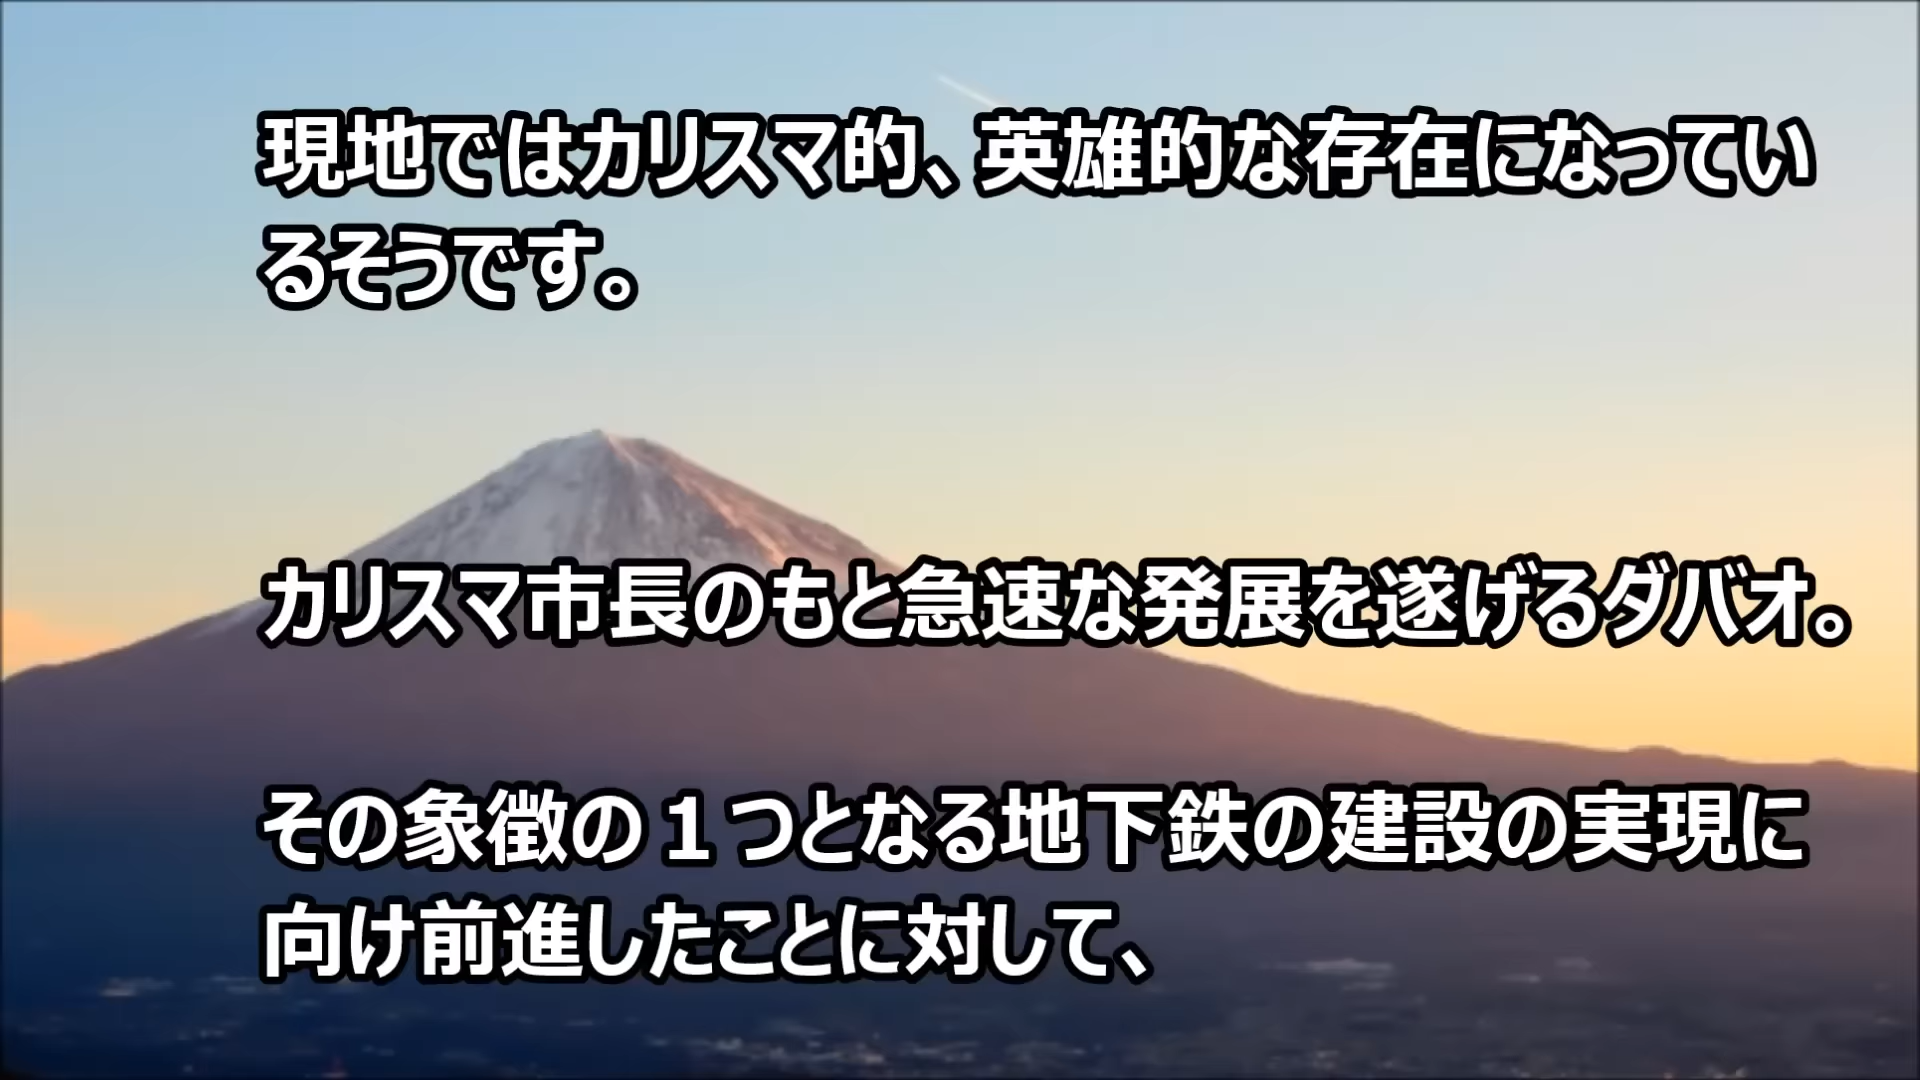 現地ではカリスマ的、英雄的な存在になってい
るそうです。
カリスマ市長のもと急速な発展を遂げるダバオ。
その象徴の１つとなる地下鉄の建設の実現に
向け前進したことに対して、